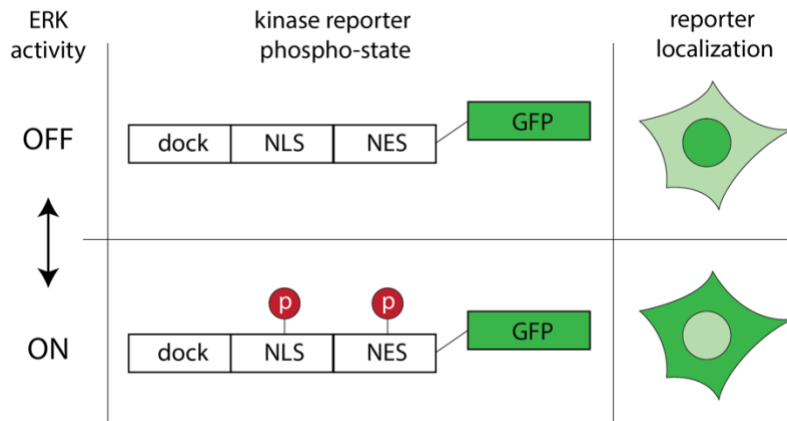 ERK
activity
kinase reporter
phospho-state
reporter
localization
OFF
dock NLS NES GFP
p p
ON
dock NLS NES GFP